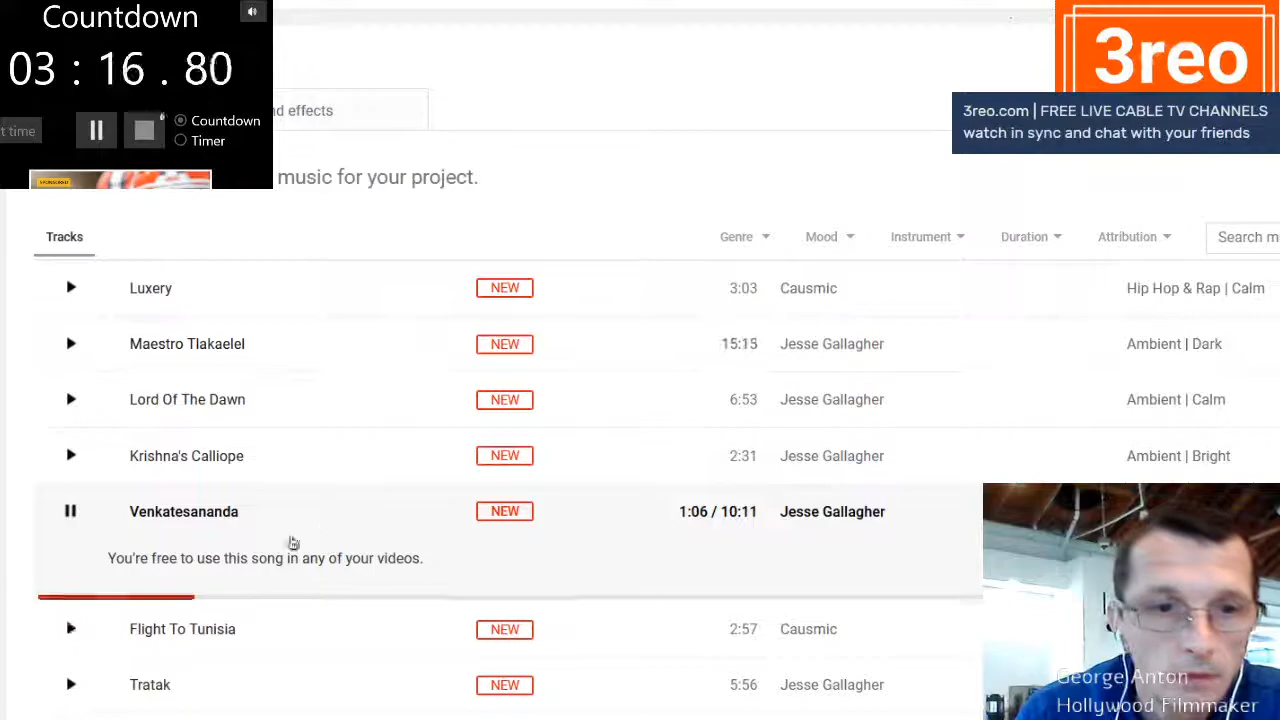 Countdown
03 : 16 . 80
t time
Countdown
Timer
SPONSORED
nd effects
music for your project.
3reo
3reo.com | FREE LIVE CABLE TV CHANNELS
watch in sync and chat with your friends
Tracks Genre Mood Instrument Duration Attribution Search m
Luxery NEW 3:03 Causmic Hip Hop & Rap | Calm
Maestro Tlakaelel NEW 15:15 Jesse Gallagher Ambient | Dark
Lord Of The Dawn NEW 6:53 Jesse Gallagher Ambient | Calm
Krishna's Calliope NEW 2:31 Jesse Gallagher Ambient | Bright
Venkatesananda NEW 1:06 / 10:11 Jesse Gallagher
You're free to use this song in any of your videos.
Flight To Tunisia NEW 2:57 Causmic
Tratak NEW 5:56 Jesse Gallagher
George Anton
Hollywood Filmmaker